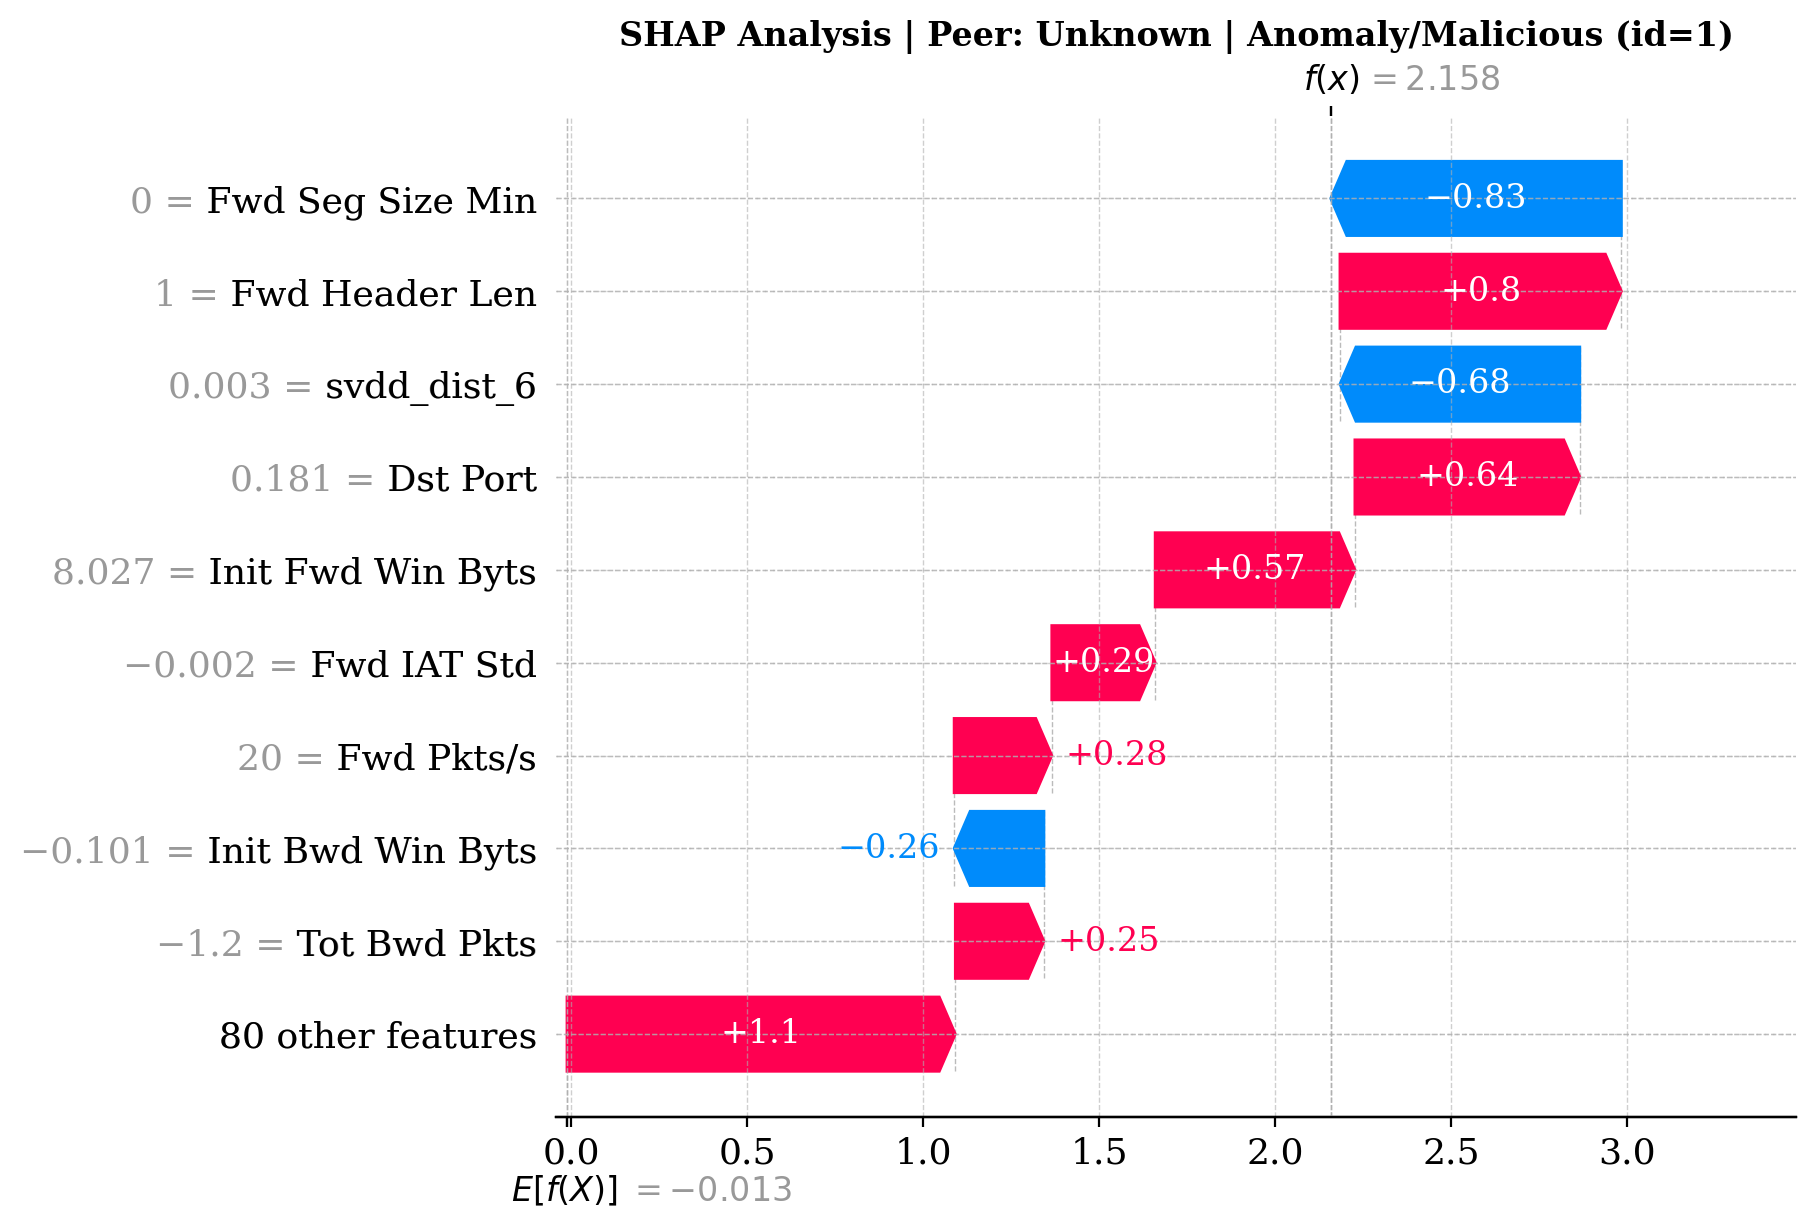 SHAP Analysis | Peer: Unknown | Anomaly/Malicious (id=1)
f(x) = 2.158
0 = Fwd Seg Size Min −0.83
1 = Fwd Header Len +0.8
0.003 = svdd_dist_6 −0.68
0.181 = Dst Port +0.64
8.027 = Init Fwd Win Byts +0.57
−0.002 = Fwd IAT Std +0.29
20 = Fwd Pkts/s +0.28
−0.101 = Init Bwd Win Byts −0.26
−1.2 = Tot Bwd Pkts +0.25
80 other features +1.1
0.0 0.5 1.0 1.5 2.0 2.5 3.0
E[f(X)] = −0.013